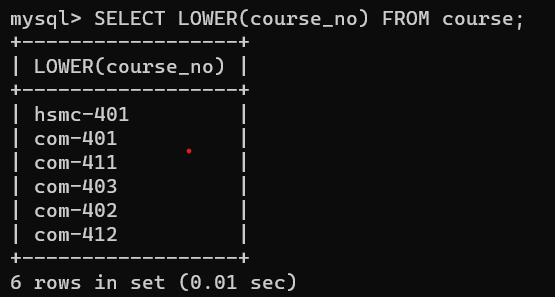 mysql> SELECT LOWER(course_no) FROM course;
+------------------+
| LOWER(course_no) |
+------------------+
| hsmc-401         |
| com-401          |
| com-411          |
| com-403          |
| com-402          |
| com-412          |
+------------------+
6 rows in set (0.01 sec)